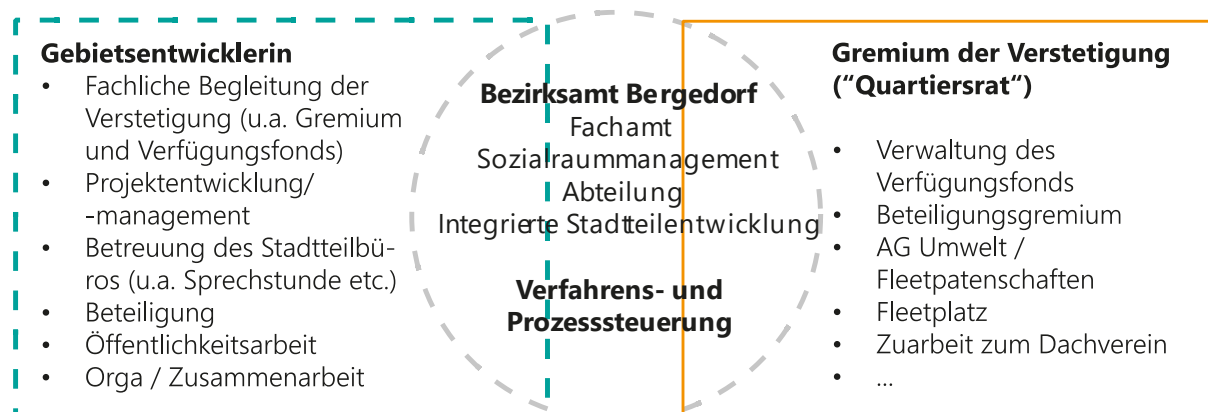 Gebietsentwicklerin
• Fachliche Begleitung der
Verstetigung (u.a. Gremium
und Verfügungsfonds)
• Projektentwicklung/
-management
• Betreuung des Stadtteilbü-
ros (u.a. Sprechstunde etc.)
• Beteiligung
• Öffentlichkeitsarbeit
• Orga / Zusammenarbeit
Bezirksamt Bergedorf
Fachamt
Sozialraummanagement
Abteilung
Integrierte Stadtteilentwicklung
Verfahrens- und
Prozesssteuerung
Gremium der Verstetigung
(“Quartiersrat“)
• Verwaltung des
Verfügungsfonds
• Beteiligungsgremium
• AG Umwelt /
Fleetpatenschaften
• Fleetplatz
• Zuarbeit zum Dachverein
• ...